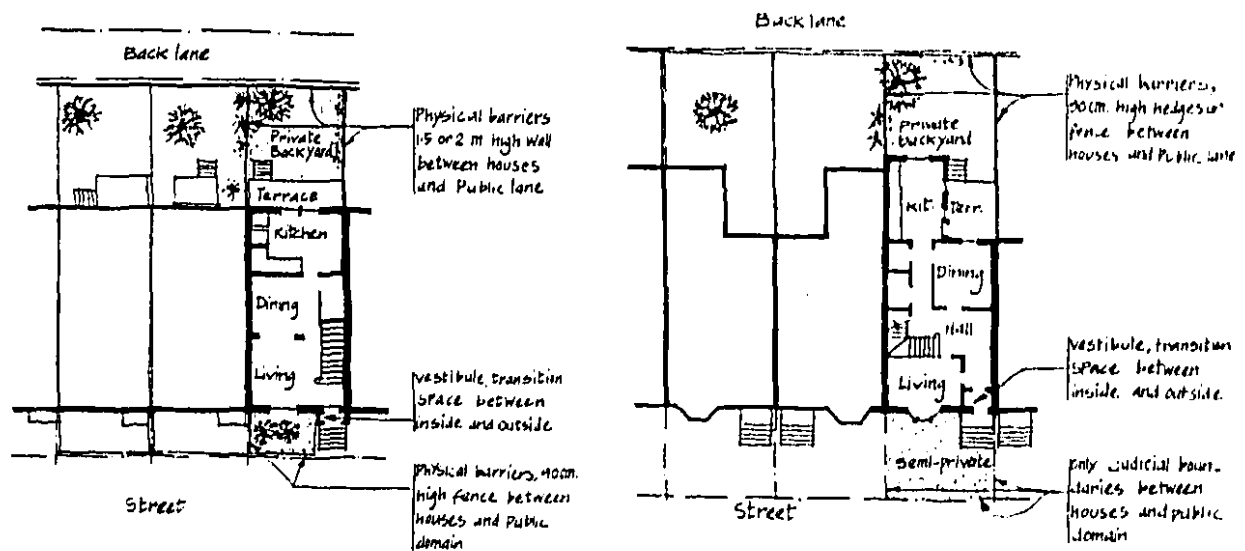 Back lane
Private
Backyard
Terrace
Kitchen
Dining
Living
Street
Physical barriers
1.5 or 2 m high wall
between houses
and Public lane
vestibule, transition
space between
inside and outside
Physical barriers, 90cm.
high fence between
houses and public
domain
Back lane
Private
backyard
Kit.
Terr.
Dining
Hall
Living
semi-private
Street
Physical barriers,
90cm. high hedges or
fence between
houses and Public lane
vestibule, transition
space between
inside and outside
only judicial boun-
daries between
houses and public
domain